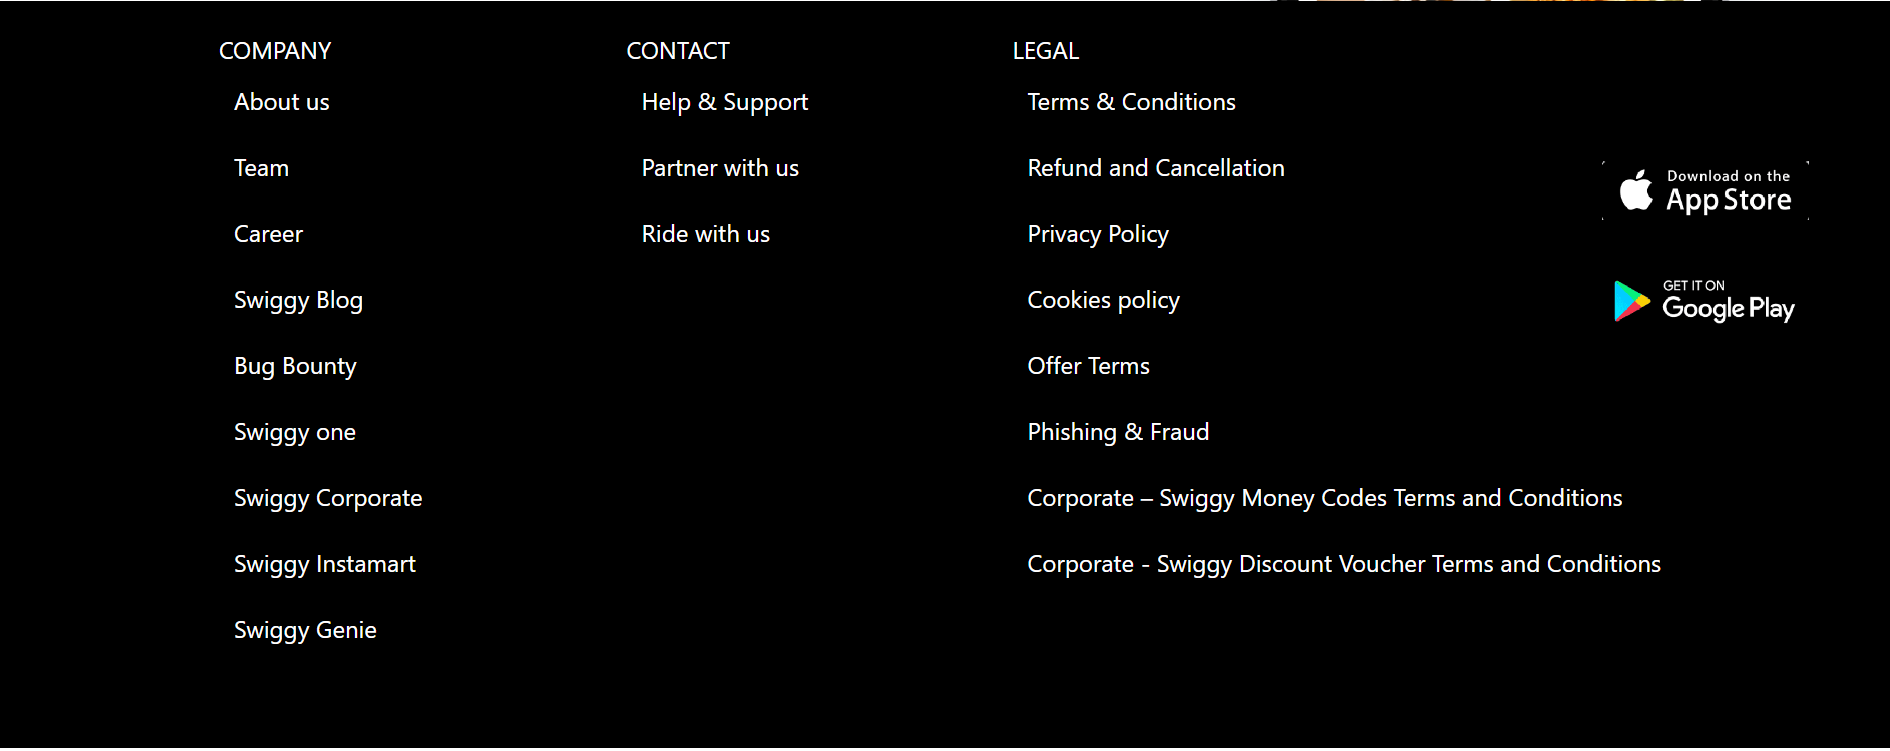 COMPANY
About us
Team
Career
Swiggy Blog
Bug Bounty
Swiggy one
Swiggy Corporate
Swiggy Instamart
Swiggy Genie
CONTACT
Help & Support
Partner with us
Ride with us
LEGAL
Terms & Conditions
Refund and Cancellation
Privacy Policy
Cookies policy
Offer Terms
Phishing & Fraud
Corporate – Swiggy Money Codes Terms and Conditions
Corporate - Swiggy Discount Voucher Terms and Conditions
Download on the
App Store
GET IT ON
Google Play